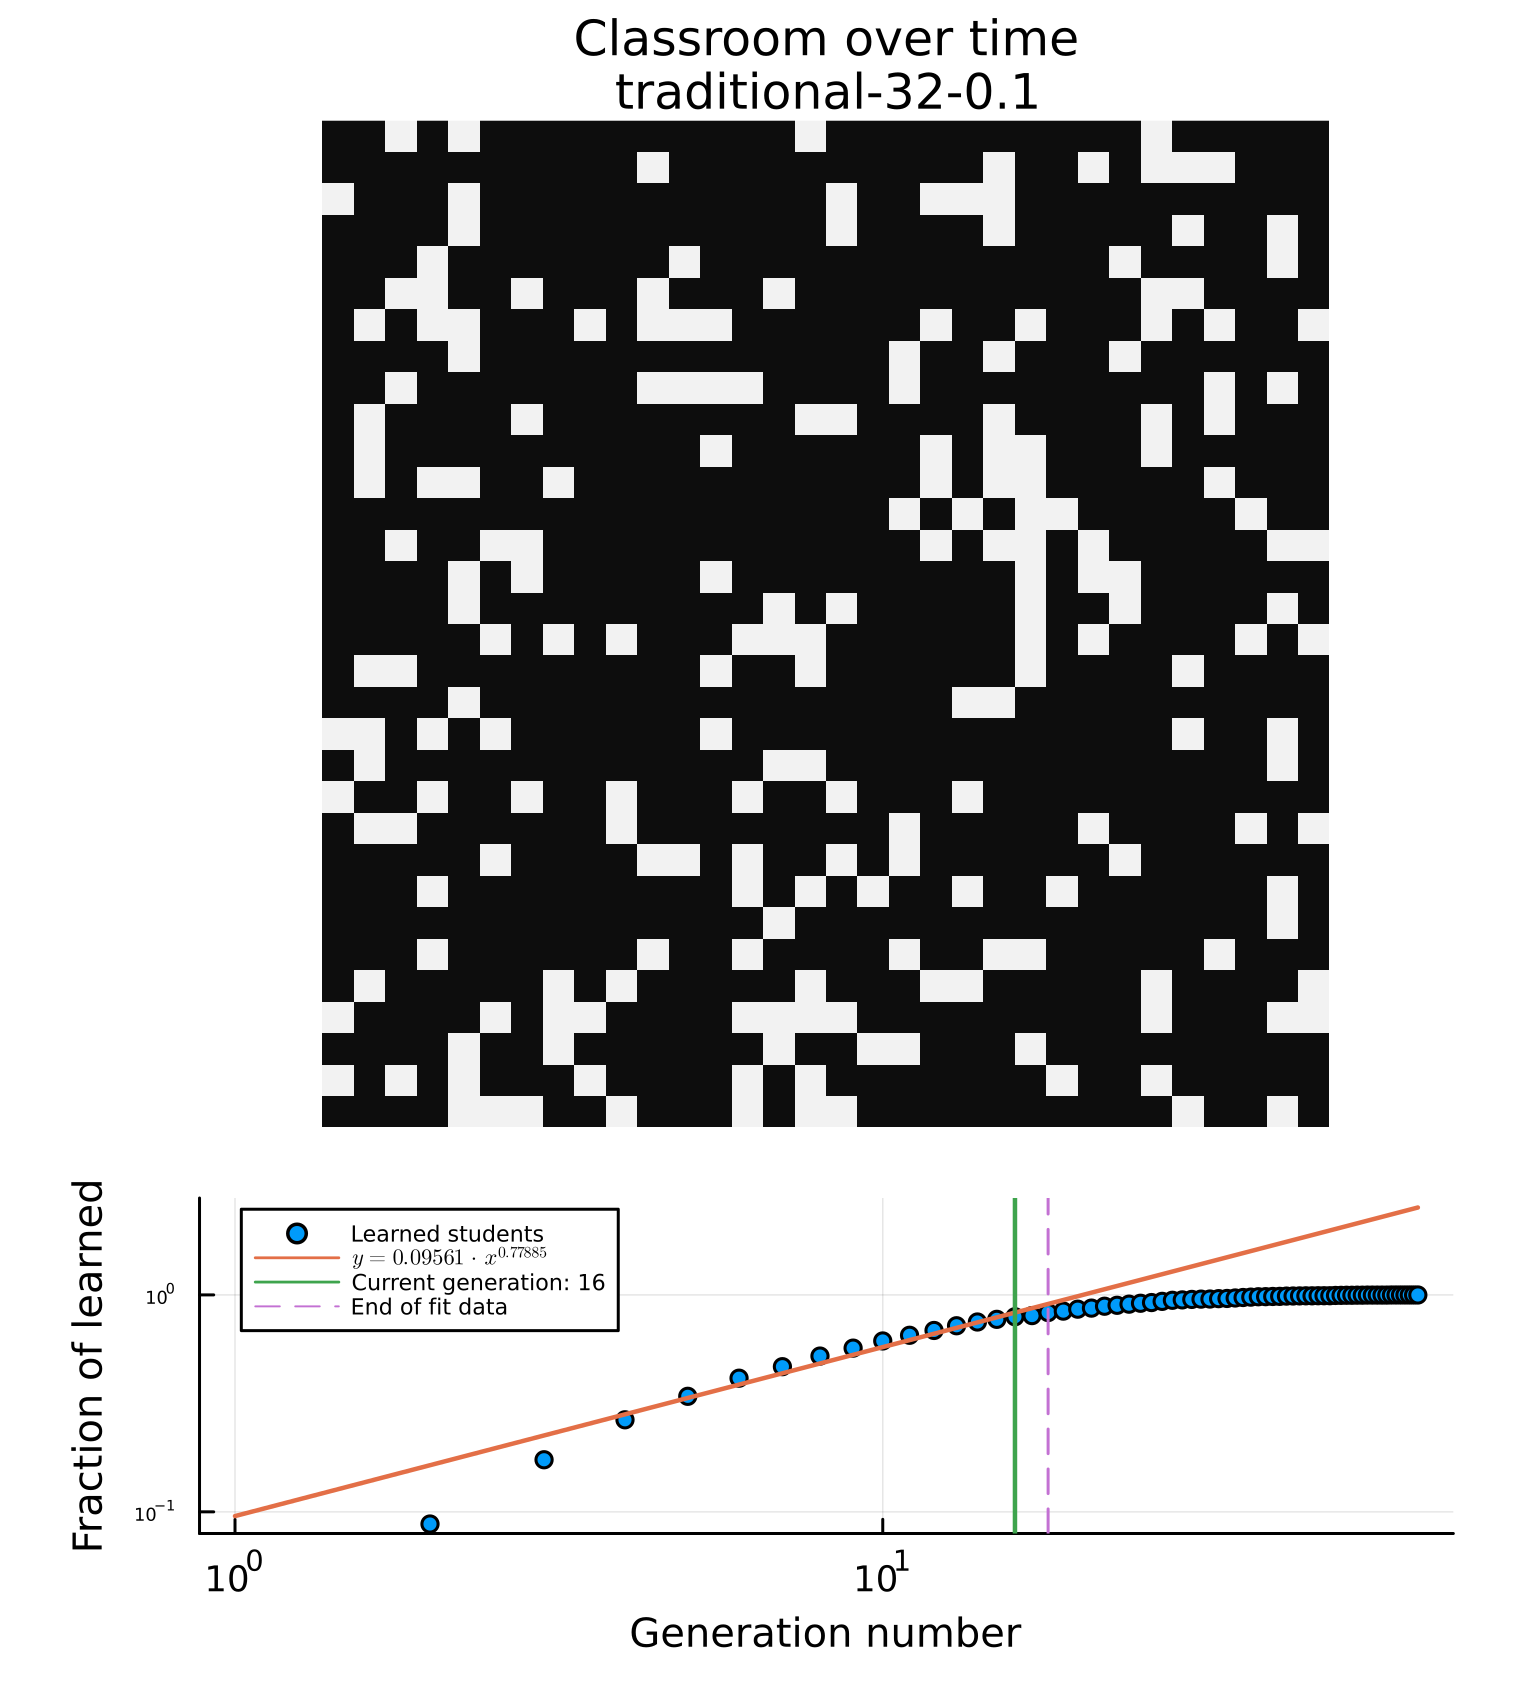 Classroom over time
traditional-32-0.1
Fraction of learned
Learned students
y = 0.09561 · x^0.77885
Current generation: 16
End of fit data
10^0
10^-1
10^0
10^1
Generation number